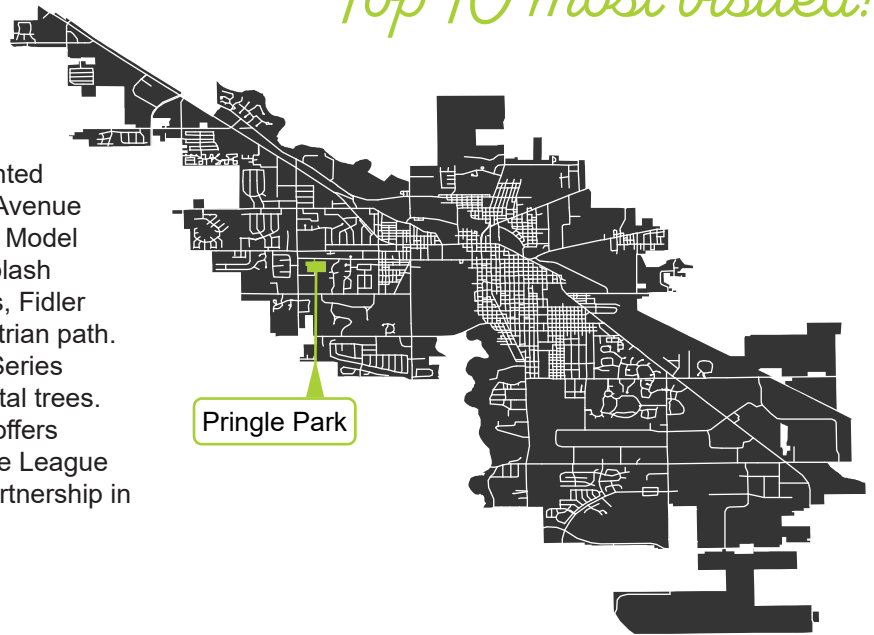 Top 10 most visited!
nted
Avenue
Model
plash
s, Fidler
trian path.
Series
tal trees.
offers
e League
rtnership in
Pringle Park